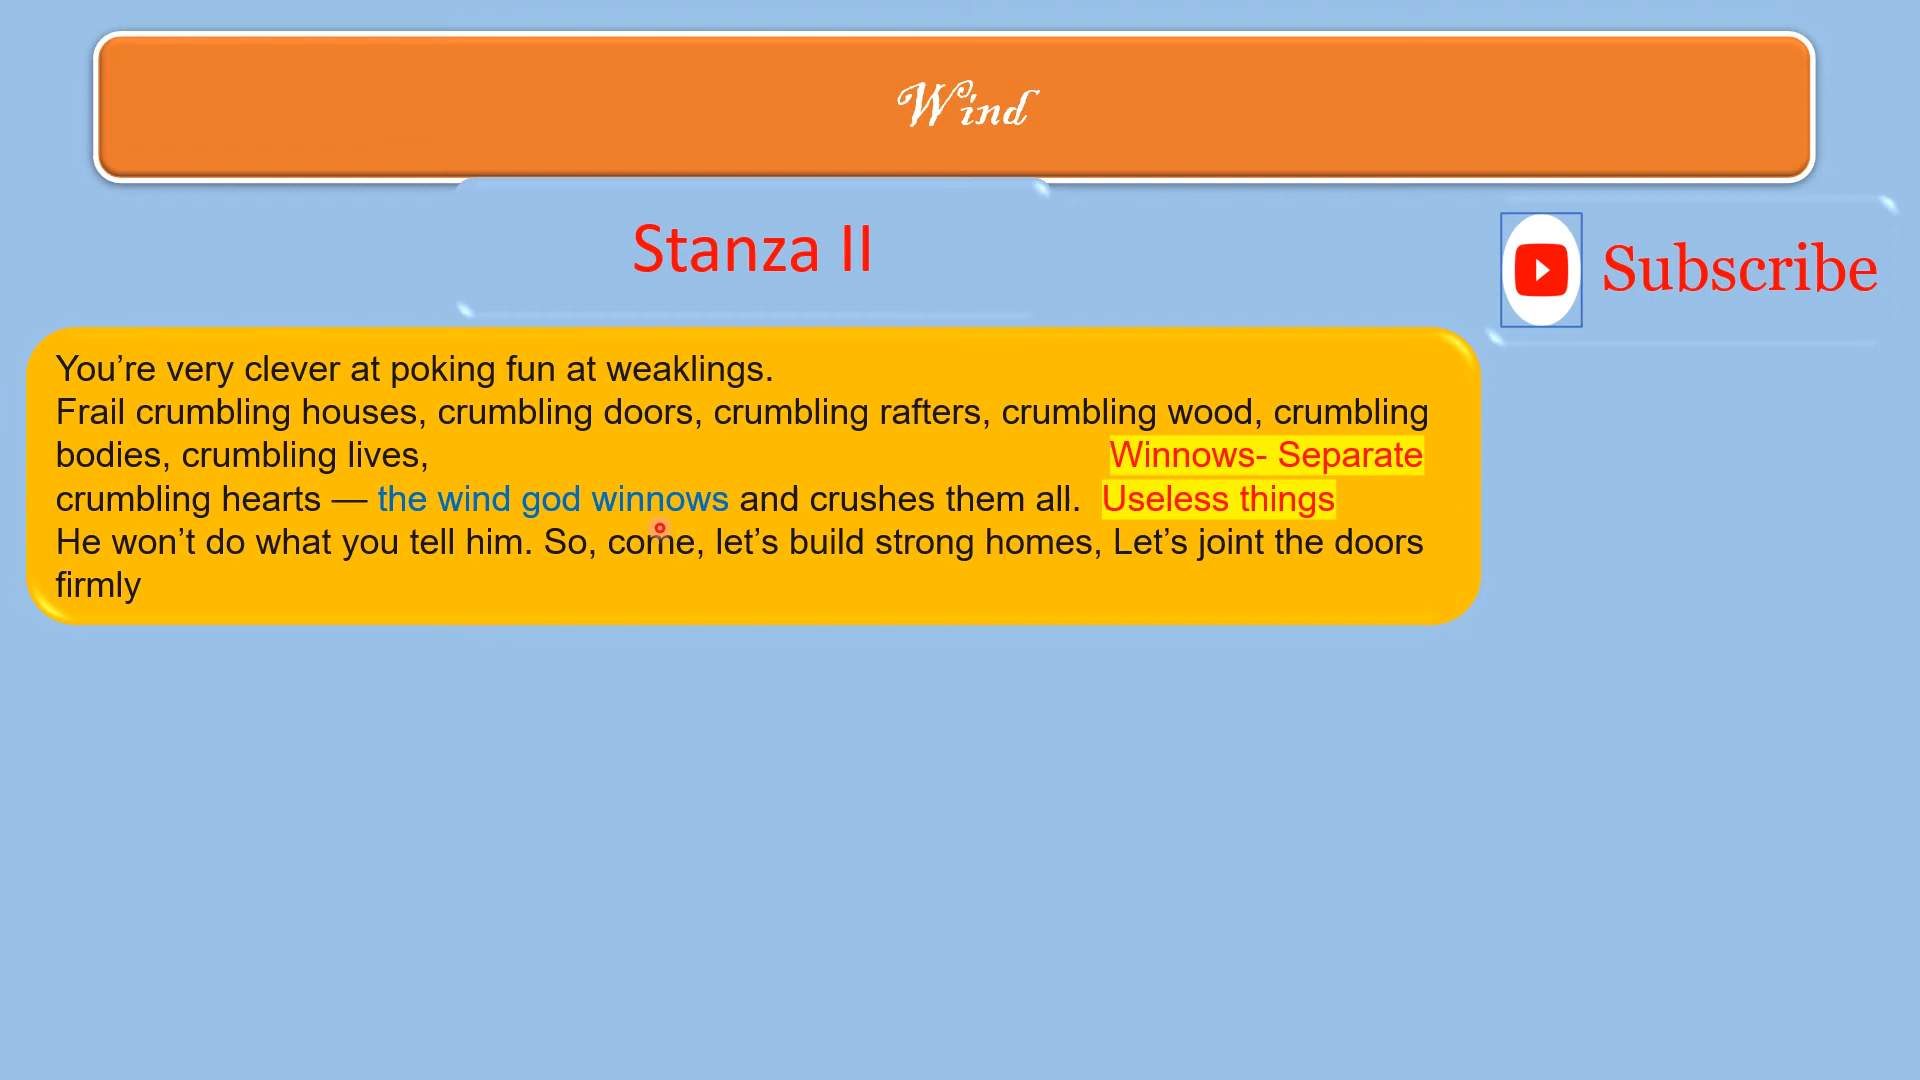 Wind
Stanza II
Subscribe
You’re very clever at poking fun at weaklings.
Frail crumbling houses, crumbling doors, crumbling rafters, crumbling wood, crumbling
bodies, crumbling lives, Winnows- Separate
crumbling hearts — the wind god winnows and crushes them all. Useless things
He won’t do what you tell him. So, come, let’s build strong homes, Let’s joint the doors
firmly